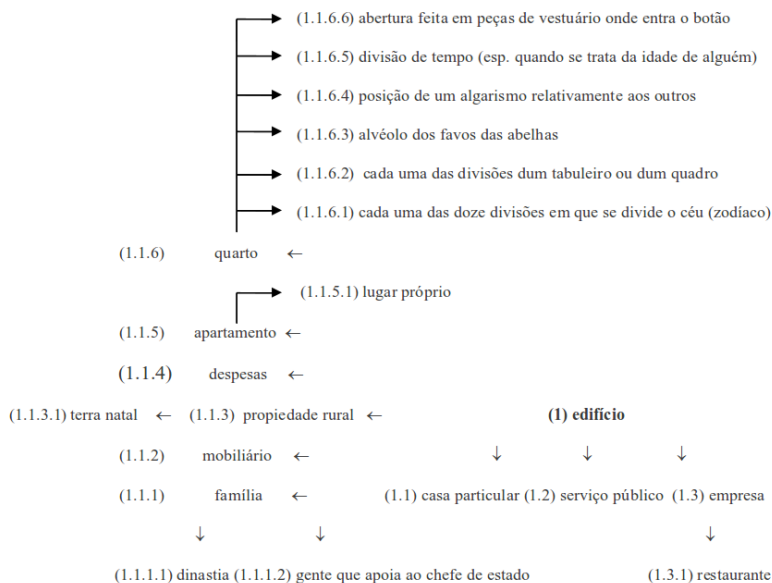 (1.1.6.6) abertura feita em peças de vestuário onde entra o botão
(1.1.6.5) divisão de tempo (esp. quando se trata da idade de alguém)
(1.1.6.4) posição de um algarismo relativamente aos outros
(1.1.6.3) alvéolo dos favos das abelhas
(1.1.6.2) cada uma das divisões dum tabuleiro ou dum quadro
(1.1.6.1) cada uma das doze divisões em que se divide o céu (zodíaco)
(1.1.6) quarto ←
(1.1.5.1) lugar próprio
(1.1.5) apartamento ←
(1.1.4) despesas ←
(1.1.3.1) terra natal ← (1.1.3) propiedade rural ← (1) edifício
(1.1.2) mobiliário ← ↓ ↓ ↓
(1.1.1) família ← (1.1) casa particular (1.2) serviço público (1.3) empresa
↓ ↓ ↓
(1.1.1.1) dinastia (1.1.1.2) gente que apoia ao chefe de estado (1.3.1) restaurante